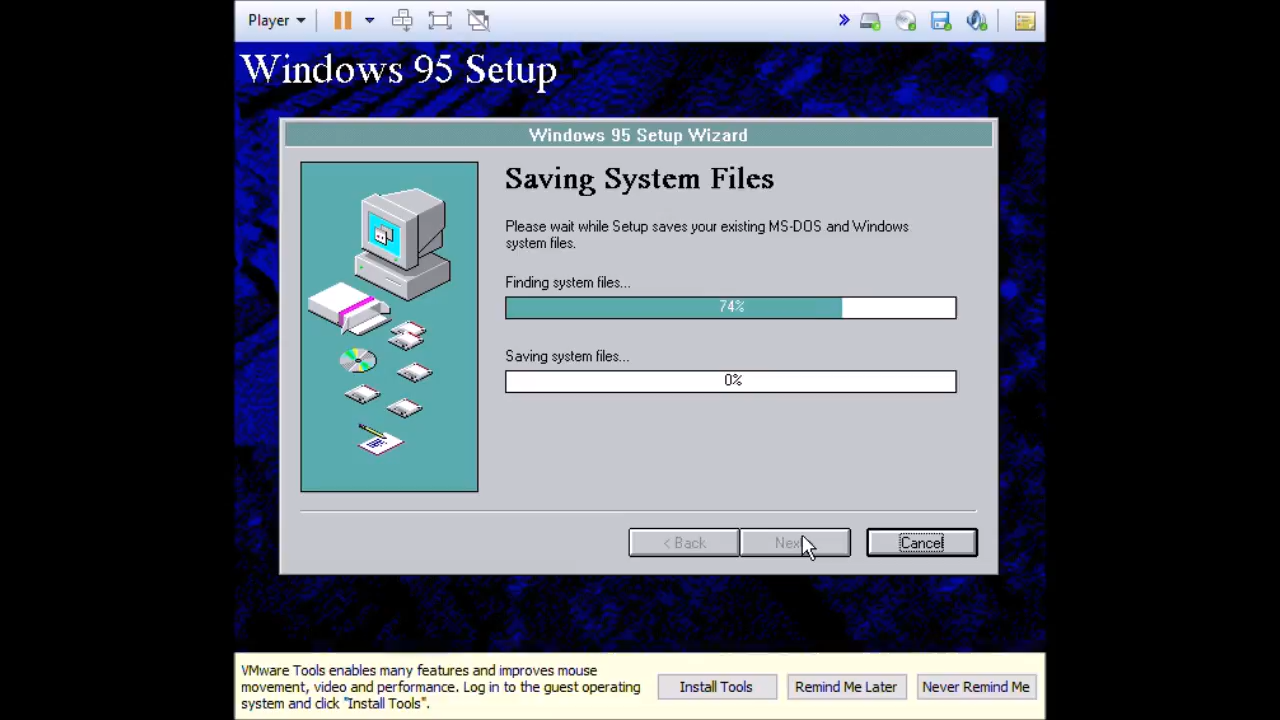 Player
Windows 95 Setup
Windows 95 Setup Wizard
Saving System Files
Please wait while Setup saves your existing MS-DOS and Windows
system files.
Finding system files...
74%
Saving system files...
0%
< Back
Cancel
VMware Tools enables many features and improves mouse
movement, video and performance. Log in to the guest operating
system and click "Install Tools".
Install Tools
Remind Me Later
Never Remind Me